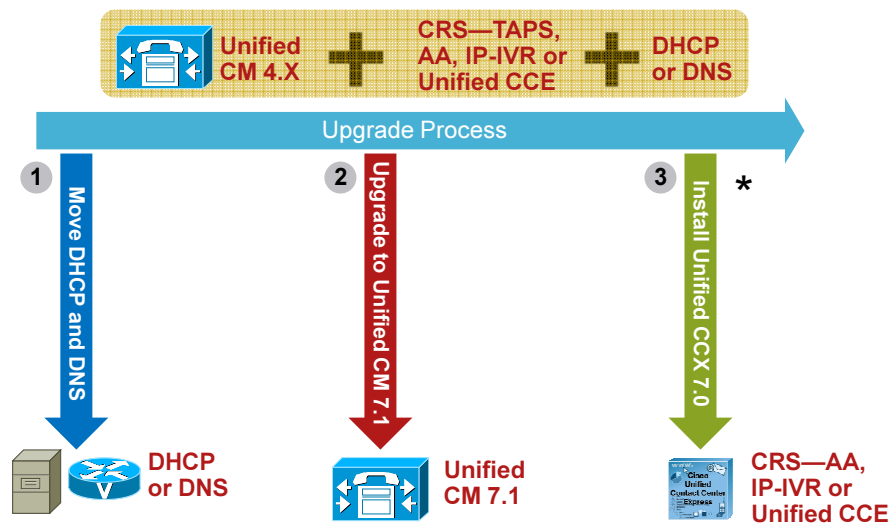 Unified
CM 4.X
CRS—TAPS,
AA, IP-IVR or
Unified CCE
DHCP
or DNS
Upgrade Process
1
Move DHCP and DNS
2
Upgrade to Unified CM 7.1
3
Install Unified CCX 7.0
*
DHCP
or DNS
V
Unified
CM 7.1
Cisco
Unified
Contact Center
Express
CRS—AA,
IP-IVR or
Unified CCE